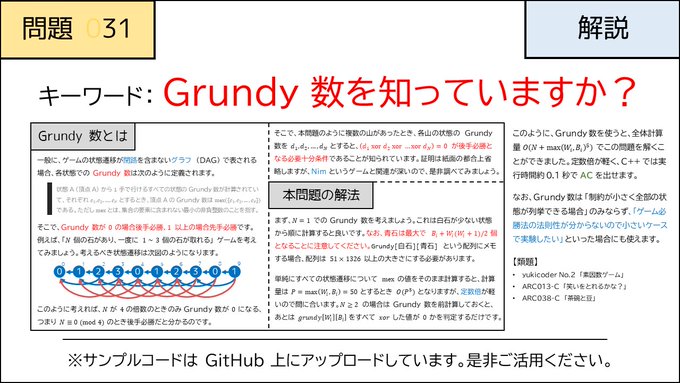 問題 031
解説
キーワード: Grundy 数を知っていますか？
Grundy 数とは
一般に、ゲームの状態遷移が閉路を含まないグラフ (DAG) で表される場
合、各状態での Grundy 数は次のように定義されます。
状態 A (頂点 A) から 1 手で行けるすべての状態の Grundy 数が計算されてい
て、それぞれ
とするとき、頂点 A の Grundy 数は
である。ただし mex とは、集合の要素に含まれない最小の非負整数のことを指す。
そこで、Grundy 数が 0 の場合後手必勝、1 以上の場合先手必勝です。
例えば、「N 個の石があり、一度に 1 ~ 3 個の石が取れる」ゲームを考え
てみましょう。考えるべき状態遷移は次図のようになります。
0 1 2 3 0 1 2 3 0 1
このように考えれば、N が 4 の倍数のときのみ Grundy 数が 0 になる、
つまり N ≡ 0 (mod 4) のとき後手必勝だと分かるのです。
そこで、本問題のように複数の山があったとき、各山の状態の Grundy
数を d₁, d₂, ..., d_N とすると、(d₁ xor d₂ xor ... xor d_N) = 0 が後手必勝と
なる必要十分条件であることが知られています。証明は紙面の都合上省
略しますが、Nim というゲームと関連が深いので、是非調べてみましょう。
本問題の解法
まず、N = 1 での Grundy 数を考えましょう。これは白石が少ない状態
から順に計算すると良いです。なお、青石は最大で B_i + W_i(W_i + 1)/2 個
となることに注意してください。Grundy[白石][青石] という配列にメモ
する場合、配列は 51 × 1326 以上の大きさにする必要があります。
単純にすべての状態遷移について mex の値をそのまま計算すると、計算
量は P = max(W_i, B_i) = 50 とするとき O(P⁵) となりますが、定数倍が軽
いので間に合います。N ≥ 2 の場合は Grundy 数を前計算しておくと、
あとは grundy[W_i][B_i] をすべて xor した値が 0 かを判定するだけです。
このように、Grundy 数を使うと、全体計算
量 O(N + max(W_i, B_i)⁵) でこの問題を解くこ
とができました。定数倍が軽く、C++ では実
行時間約 0.1 秒で AC を出せます。
なお、Grundy 数は「制約が小さく全部の状態
が列挙できる場合」のみならず、「ゲーム必
勝法の法則性が分からないので小さいケース
で実験したい」といった場合にも使えます。
【類題】
• yukicoder No.2 「素因数ゲーム」
• ARC013-C 「笑いをとれるかな？」
• ARC038-C 「茶碗と豆」
※サンプルコードは GitHub 上にアップロードしています。是非ご活用ください。